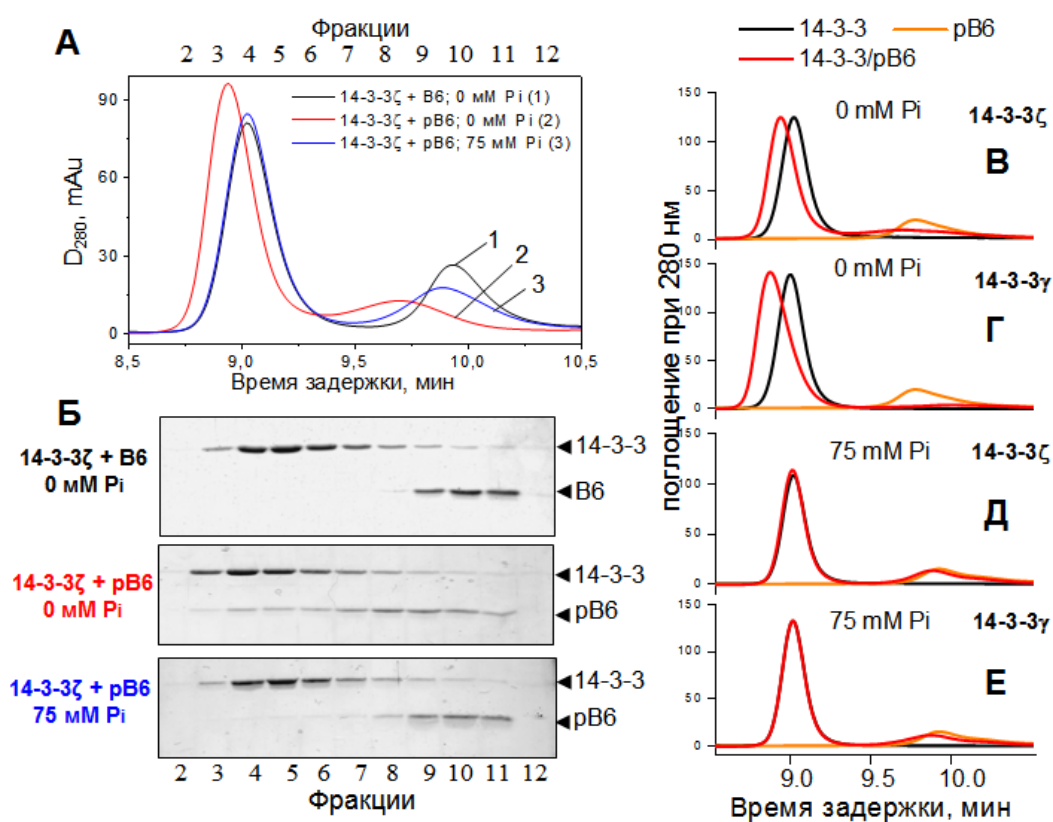 А
Фракции
2 3 4 5 6 7 8 9 10 11 12
D280, mAu
90
60
30
0
14-3-3ζ + B6; 0 мМ Pi (1)
14-3-3ζ + pB6; 0 мМ Pi (2)
14-3-3ζ + pB6; 75 мМ Pi (3)
1
2
3
8,5 9,0 9,5 10,0 10,5
Время задержки, мин
Б
14-3-3ζ + B6
0 мМ Pi
14-3-3
B6
14-3-3ζ + pB6
0 мМ Pi
14-3-3
pB6
14-3-3ζ + pB6
75 мМ Pi
14-3-3
pB6
2 3 4 5 6 7 8 9 10 11 12
Фракции
14-3-3 pB6
14-3-3/pB6
поглощение при 280 нм
150
100
50
0
0 mM Pi 14-3-3ζ
В
150
100
50
0
0 mM Pi 14-3-3γ
Г
150
100
50
0
75 mM Pi 14-3-3ζ
Д
150
100
50
0
75 mM Pi 14-3-3γ
Е
9.0 9.5 10.0
Время задержки, мин